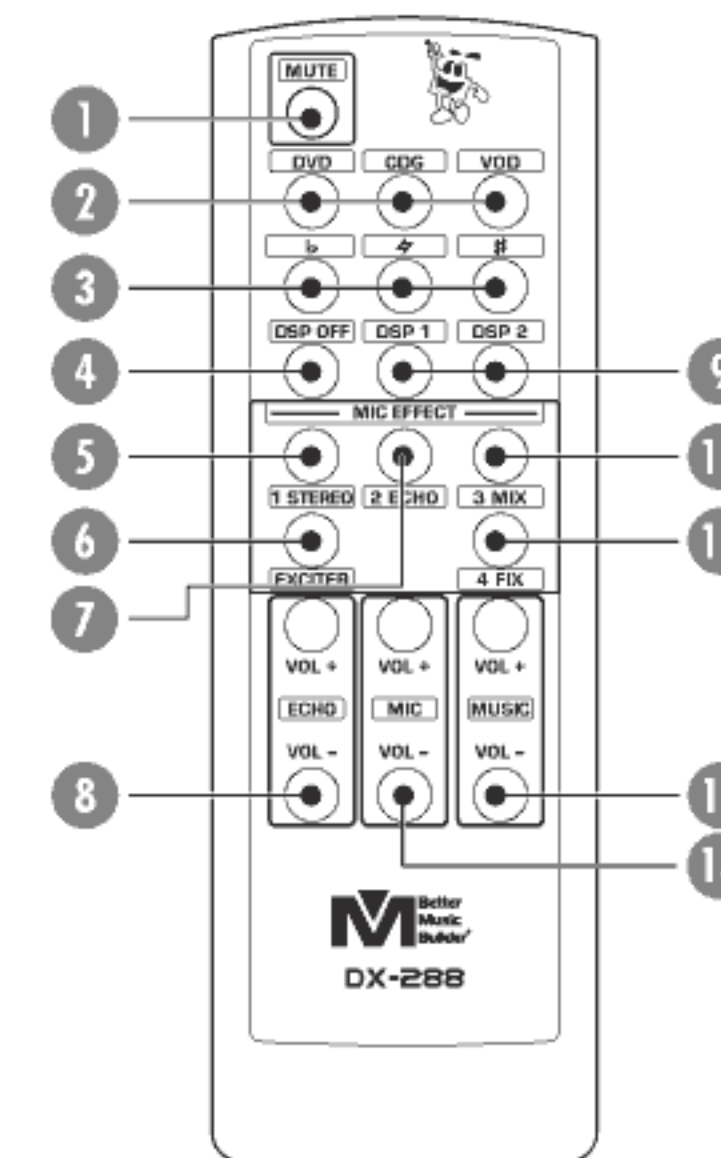 MUTE
1
DVD CDG VOD
2
♭ ♮ ♯
3
DSP OFF DSP 1 DSP 2
4 9
MIC EFFECT
5
1 STEREO 2 ECHO 3 MIX
6
EXCITER 4 FIX
7
VOL + VOL + VOL +
ECHO MIC MUSIC
VOL - VOL - VOL -
8
M Better
Music
Builder
DX-288